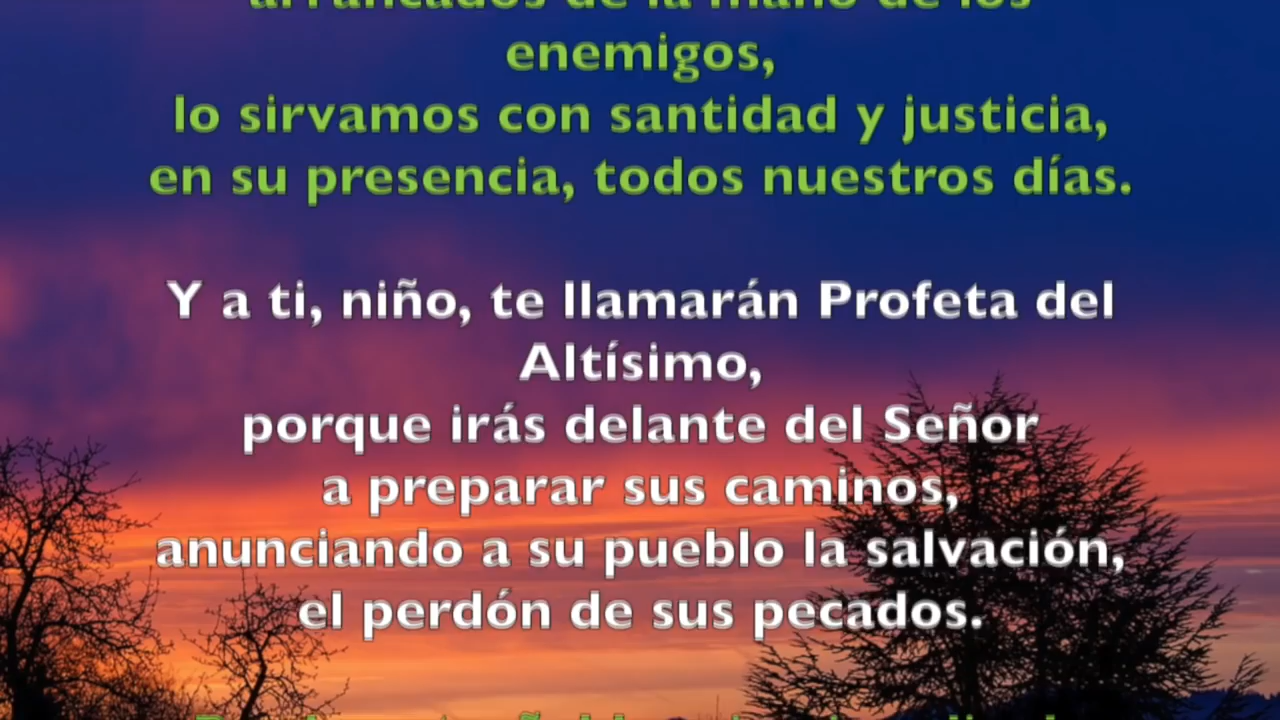 arrancados de la mano de los
enemigos,
lo sirvamos con santidad y justicia,
en su presencia, todos nuestros días.
Y a ti, niño, te llamarán Profeta del
Altísimo,
porque irás delante del Señor
a preparar sus caminos,
anunciando a su pueblo la salvación,
el perdón de sus pecados.